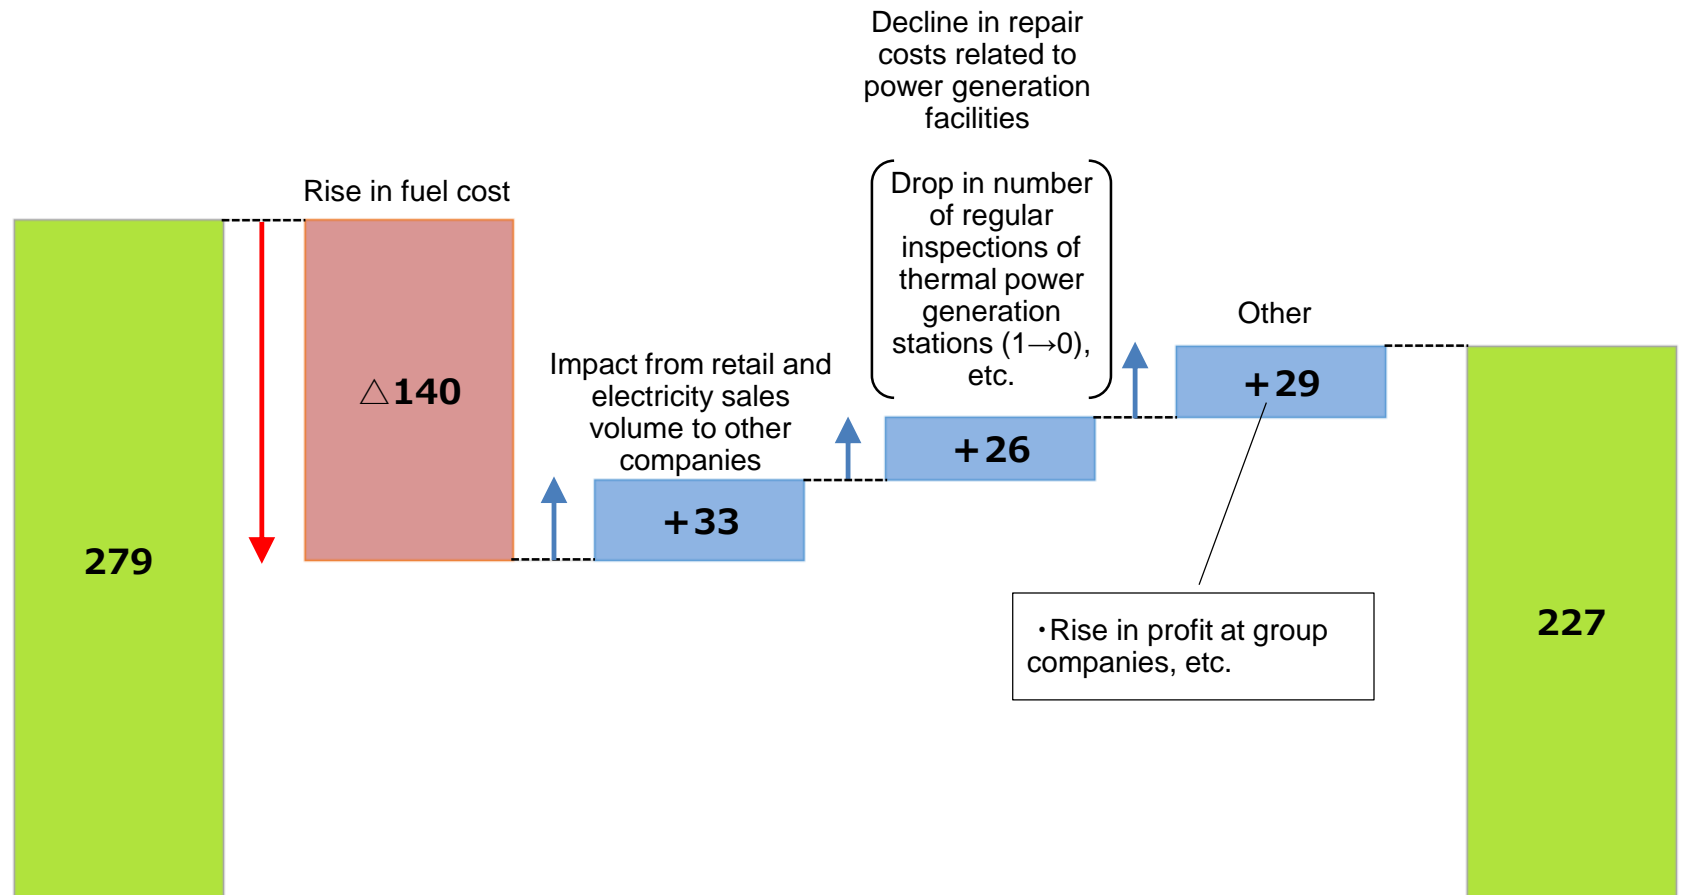 279
Rise in fuel cost
△140
Impact from retail and
electricity sales
volume to other
companies
+33
Decline in repair
costs related to
power generation
facilities
Drop in number
of regular
inspections of
thermal power
generation
stations (1→0),
etc.
+26
Other
+29
・Rise in profit at group
companies, etc.
227